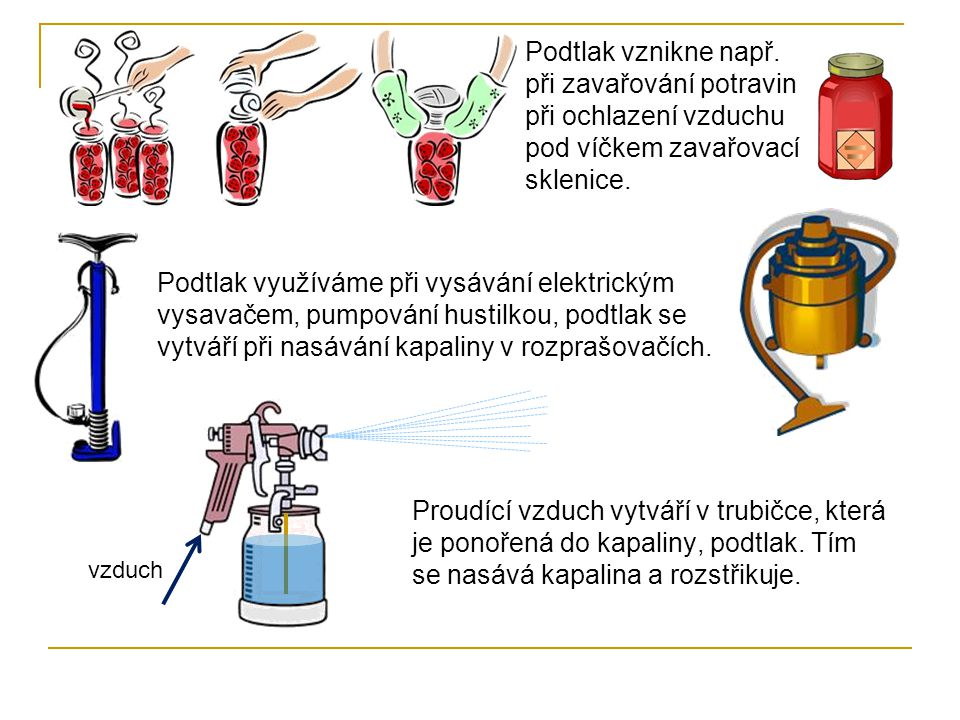 Podtlak vznikne např.
při zavařování potravin
při ochlazení vzduchu
pod víčkem zavařovací
sklenice.
Podtlak využíváme při vysávání elektrickým
vysavačem, pumpování hustilkou, podtlak se
vytváří při nasávání kapaliny v rozprašovačích.
Proudící vzduch vytváří v trubičce, která
je ponořená do kapaliny, podtlak. Tím
se nasává kapalina a rozstřikuje.
vzduch